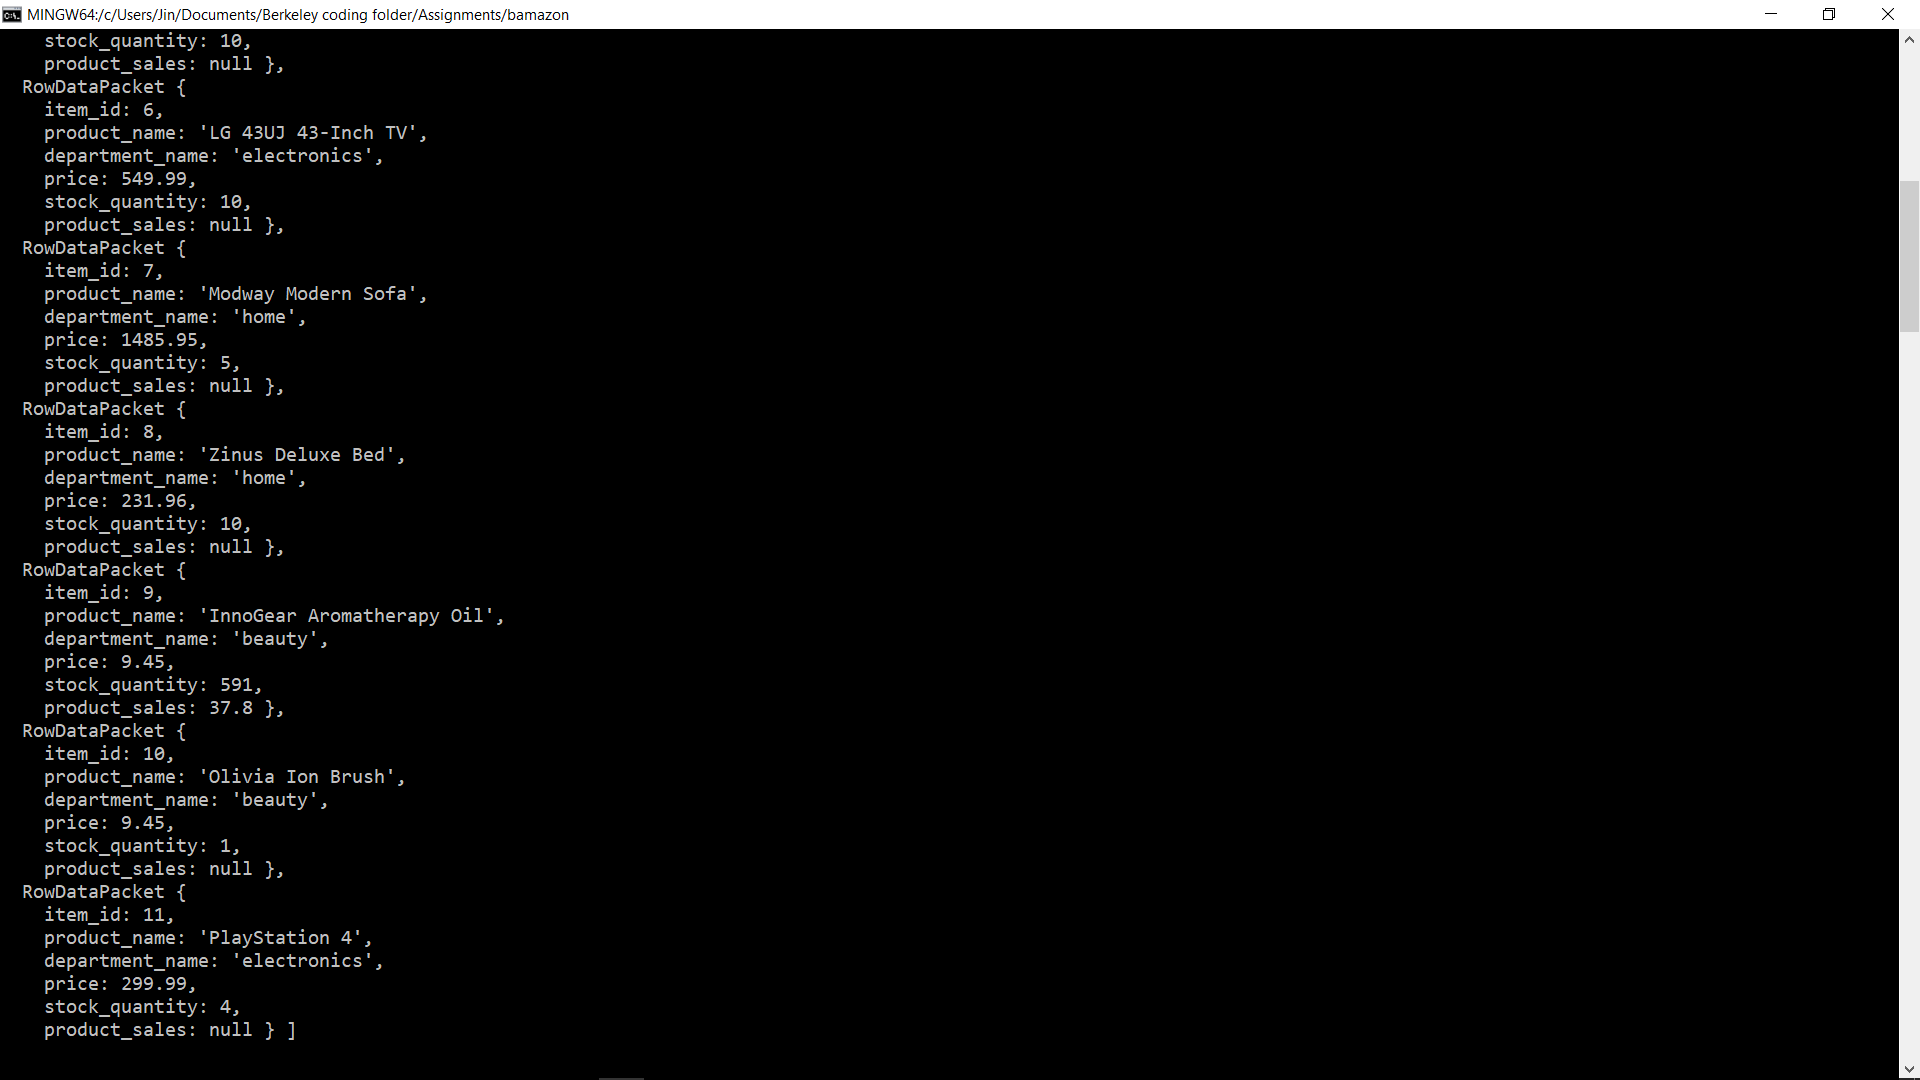 MINGW64:/c/Users/Jin/Documents/Berkeley coding folder/Assignments/bamazon
stock_quantity: 10,
product_sales: null },
RowDataPacket {
item_id: 6,
product_name: 'LG 43UJ 43-Inch TV',
department_name: 'electronics',
price: 549.99,
stock_quantity: 10,
product_sales: null },
RowDataPacket {
item_id: 7,
product_name: 'Modway Modern Sofa',
department_name: 'home',
price: 1485.95,
stock_quantity: 5,
product_sales: null },
RowDataPacket {
item_id: 8,
product_name: 'Zinus Deluxe Bed',
department_name: 'home',
price: 231.96,
stock_quantity: 10,
product_sales: null },
RowDataPacket {
item_id: 9,
product_name: 'InnoGear Aromatherapy Oil',
department_name: 'beauty',
price: 9.45,
stock_quantity: 591,
product_sales: 37.8 },
RowDataPacket {
item_id: 10,
product_name: 'Olivia Ion Brush',
department_name: 'beauty',
price: 9.45,
stock_quantity: 1,
product_sales: null },
RowDataPacket {
item_id: 11,
product_name: 'PlayStation 4',
department_name: 'electronics',
price: 299.99,
stock_quantity: 4,
product_sales: null } ]